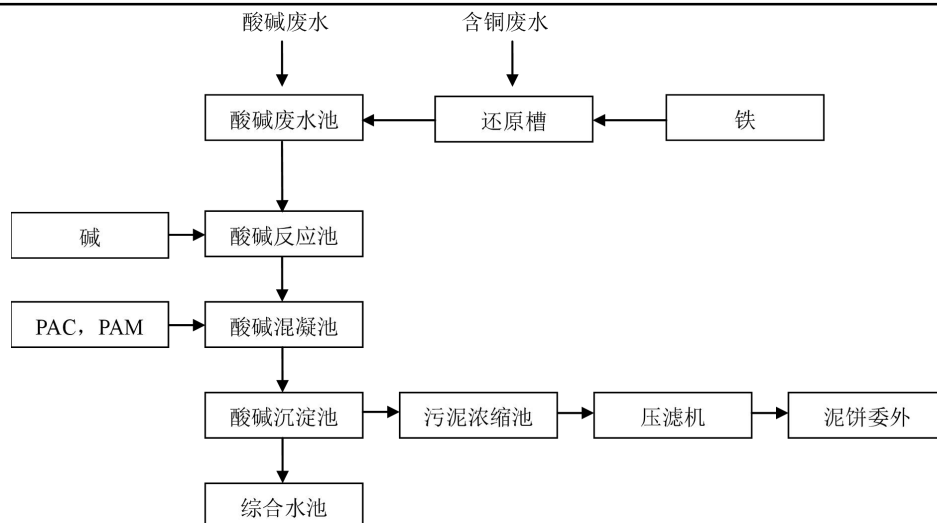 酸碱废水
含铜废水
酸碱废水池
还原槽
铁
碱
酸碱反应池
PAC，PAM
酸碱混凝池
酸碱沉淀池
污泥浓缩池
压滤机
泥饼委外
综合水池